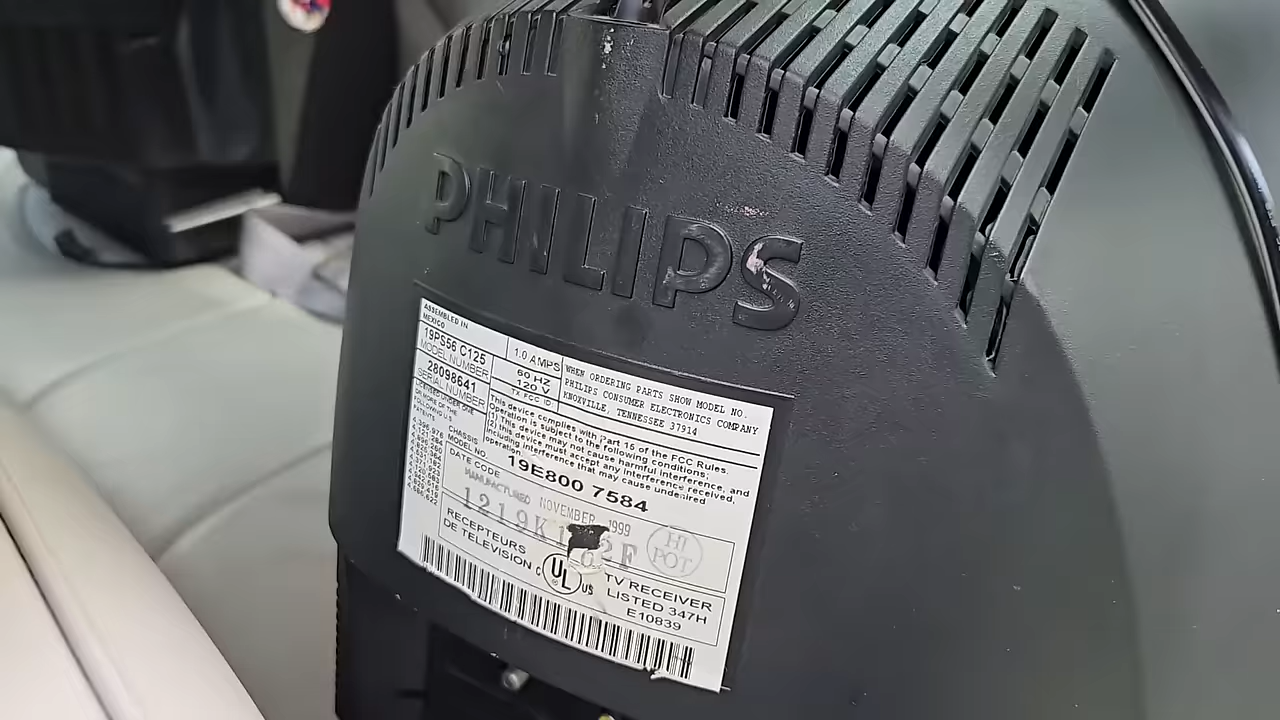 PHILIPS
ASSEMBLED IN
MEXICO
19PS56 C125
MODEL NUMBER
28098641
SERIAL NUMBER
1.0 AMPS
60 HZ
120 V
FCC ID
WHEN ORDERING PARTS SHOW MODEL NO.
PHILIPS CONSUMER ELECTRONICS COMPANY
KNOXVILLE, TENNESSEE 37914
This device complies with Part 15 of the FCC Rules
Operation is subject to the following conditions:
(1) This device may not cause harmful interference, and
(2) This device must accept any interference received,
including interference that may cause undesired
operation
CHASSIS
MODEL NO.
19E800 7584
DATE CODE
MANUFACTURED NOVEMBER 1999
HI
POT
RECEPTEURS
DE TELEVISION
C UL US
TV RECEIVER
LISTED 347H
E10839